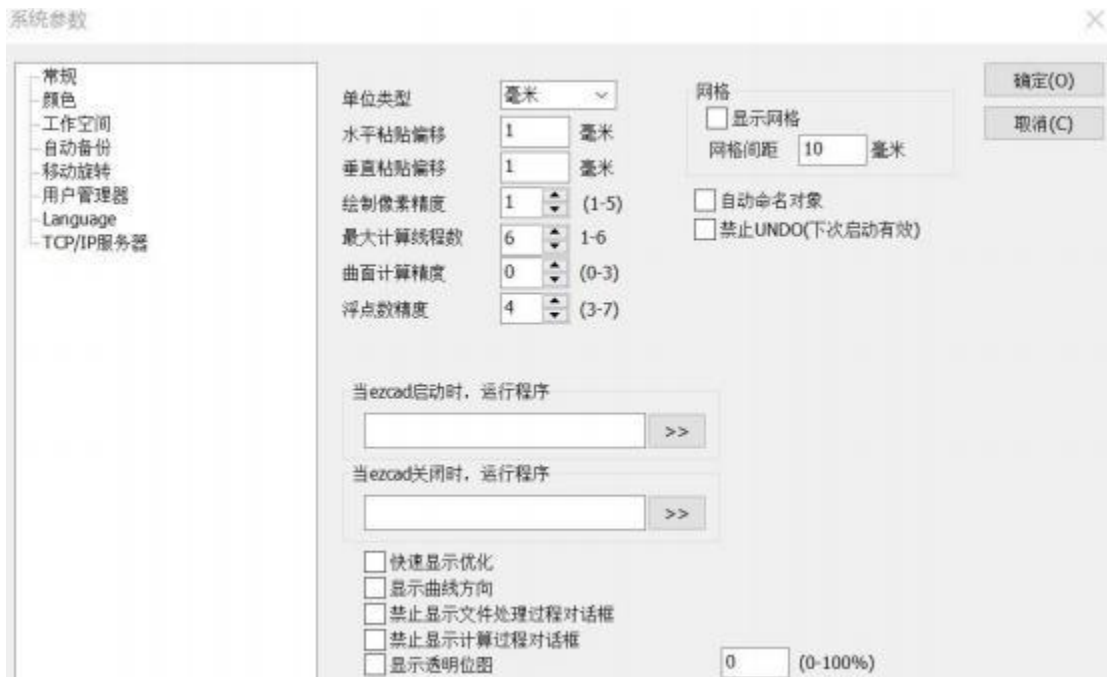 系统参数
常规
颜色
工作空间
自动备份
移动旋转
用户管理器
Language
TCP/IP服务器
单位类型 毫米
水平粘贴偏移 1 毫米
垂直粘贴偏移 1 毫米
绘制像素精度 1 (1-5)
最大计算线程数 6 1-6
曲面计算精度 0 (0-3)
浮点数精度 4 (3-7)
网格
显示网格
网格间距 10 毫米
自动命名对象
禁止UNDO(下次启动有效)
确定(O)
取消(C)
当ezcad启动时，运行程序
>>
当ezcad关闭时，运行程序
>>
快速显示优化
显示曲线方向
禁止显示文件处理过程对话框
禁止显示计算过程对话框
显示透明位图 0 (0-100%)